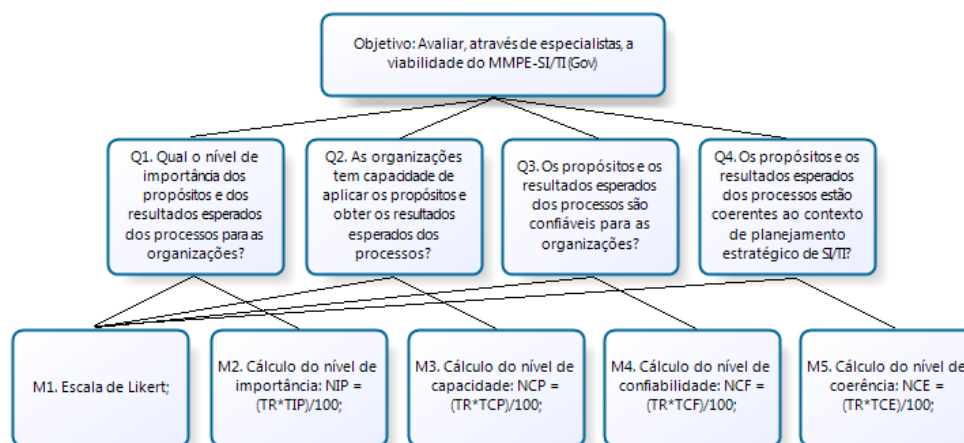 Objetivo: Avaliar, através de especialistas, a
viabilidade do MMPE-SI/TI (Gov)
Q1. Qual o nível de
importância dos
propósitos e dos
resultados esperados
dos processos para as
organizações?
Q2. As organizações
tem capacidade de
aplicar os propósitos e
obter os resultados
esperados dos
processos?
Q3. Os propósitos e os
resultados esperados
dos processos são
confiáveis para as
organizações?
Q4. Os propósitos e os
resultados esperados
dos processos estão
coerentes ao contexto
de planejamento
estratégico de SI/TI?
M1. Escala de Likert;
M2. Cálculo do nível de
importância: NIP =
(TR*TIP)/100;
M3. Cálculo do nível de
capacidade: NCP =
(TR*TCP)/100;
M4. Cálculo do nível de
confiabilidade: NCF =
(TR*TCF)/100;
M5. Cálculo do nível de
coerência: NCE =
(TR*TCE)/100;